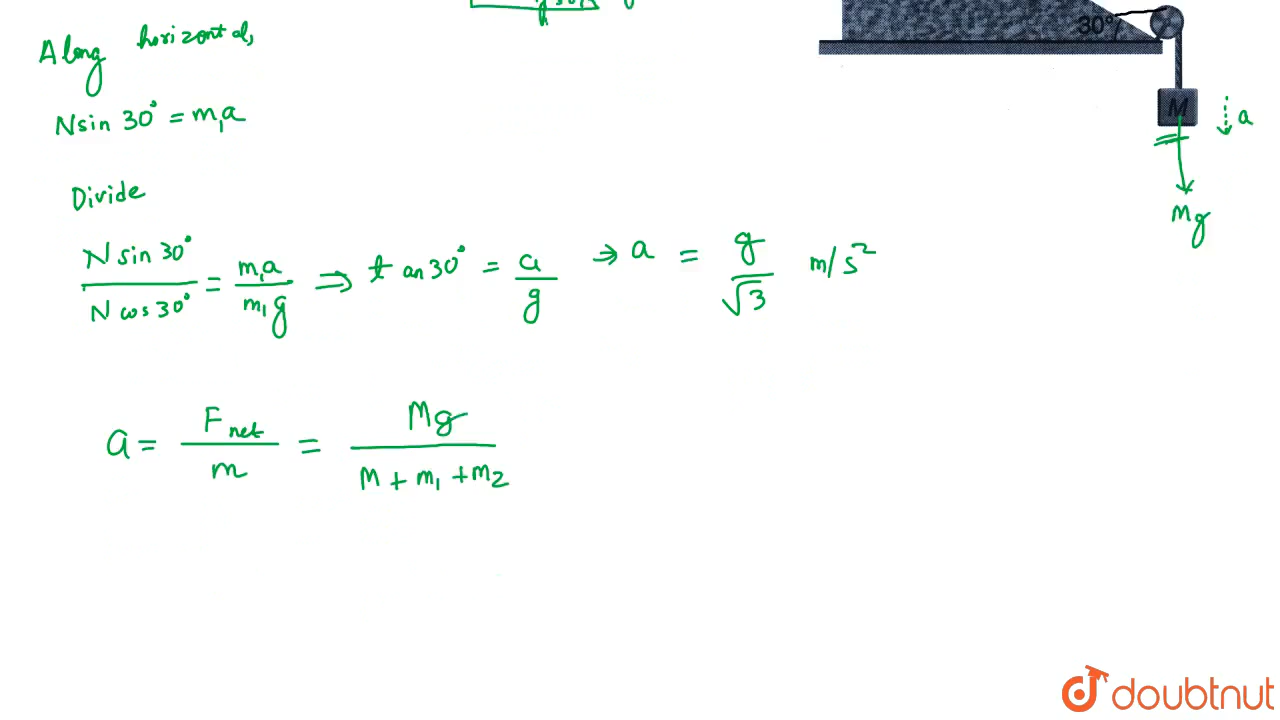 Along horizontal,
30°
M
a
N sin 30° = m₁a
Mg
Divide
N sin 30° / N cos 30° = m₁a / m₁g ⇒ tan 30° = a / g ⇒ a = g / √3 m/s²
a = F net / m = Mg / M + m₁ + m₂
doubtnut